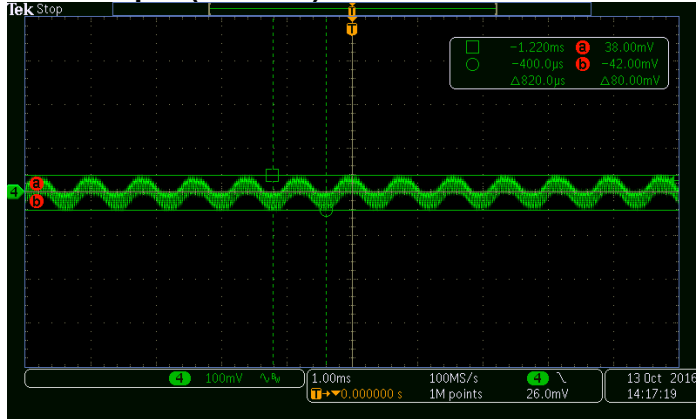 Tek Stop
T
T
-1.220ms a 38.00mV
-400.0µs b -42.00mV
Δ820.0µs Δ80.00mV
a
4
b
4 100mV
1.00ms 100MS/s 4 \
T→▼0.000000 s 1M points 26.0mV
13 Oct 2016
14:17:19